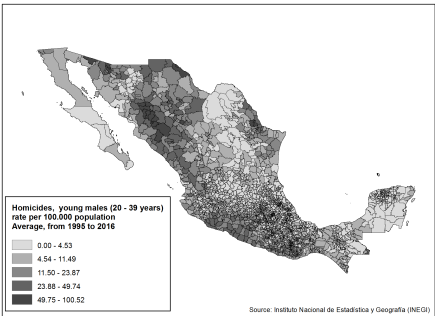 Homicides, young males (20 - 39 years)
rate per 100.000 population
Average, from 1995 to 2016
0.00 - 4.53
4.54 - 11.49
11.50 - 23.87
23.88 - 49.74
49.75 - 100.52
Source: Instituto Nacional de Estadística y Geografía (INEGI)